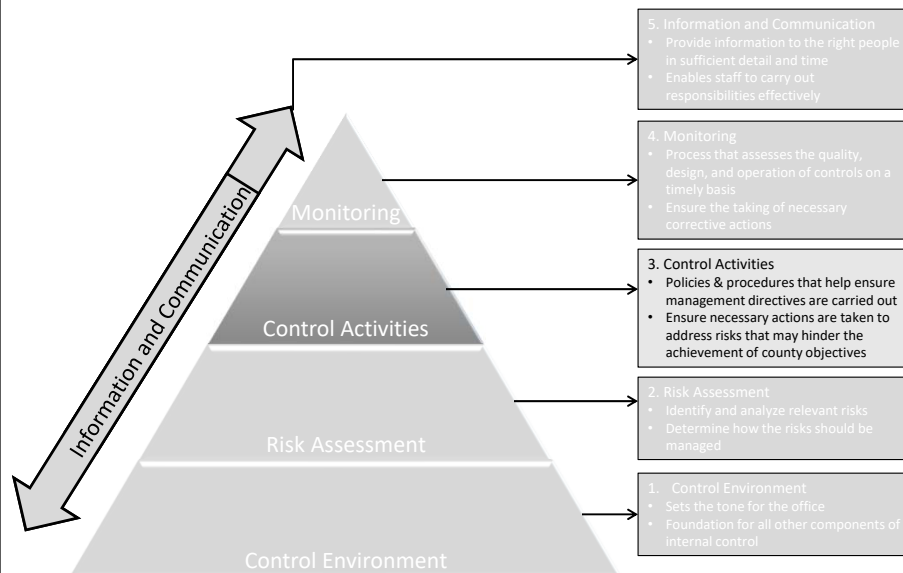 5. Information and Communication
• Provide information to the right people
in sufficient detail and time
• Enables staff to carry out
responsibilities effectively
4. Monitoring
• Process that assesses the quality,
design, and operation of controls on a
timely basis
• Ensure the taking of necessary
corrective actions
3. Control Activities
• Policies & procedures that help ensure
management directives are carried out
• Ensure necessary actions are taken to
address risks that may hinder the
achievement of county objectives
2. Risk Assessment
• Identify and analyze relevant risks
• Determine how the risks should be
managed
1. Control Environment
• Sets the tone for the office
• Foundation for all other components of
internal control
Information and Communication
Monitoring
Control Activities
Risk Assessment
Control Environment